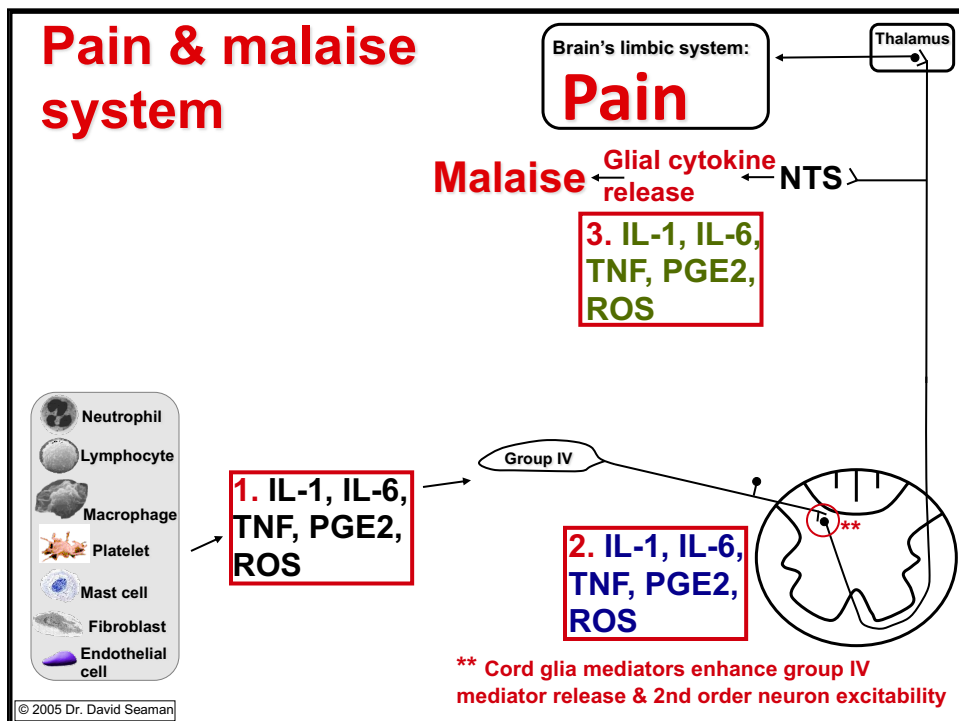 Pain & malaise
system
Brain's limbic system:
Pain
Thalamus
Malaise
Glial cytokine
release
NTS
3. IL-1, IL-6,
TNF, PGE2,
ROS
Neutrophil
Lymphocyte
Macrophage
Platelet
Mast cell
Fibroblast
Endothelial
cell
1. IL-1, IL-6,
TNF, PGE2,
ROS
Group IV
**
2. IL-1, IL-6,
TNF, PGE2,
ROS
** Cord glia mediators enhance group IV
mediator release & 2nd order neuron excitability
© 2005 Dr. David Seaman